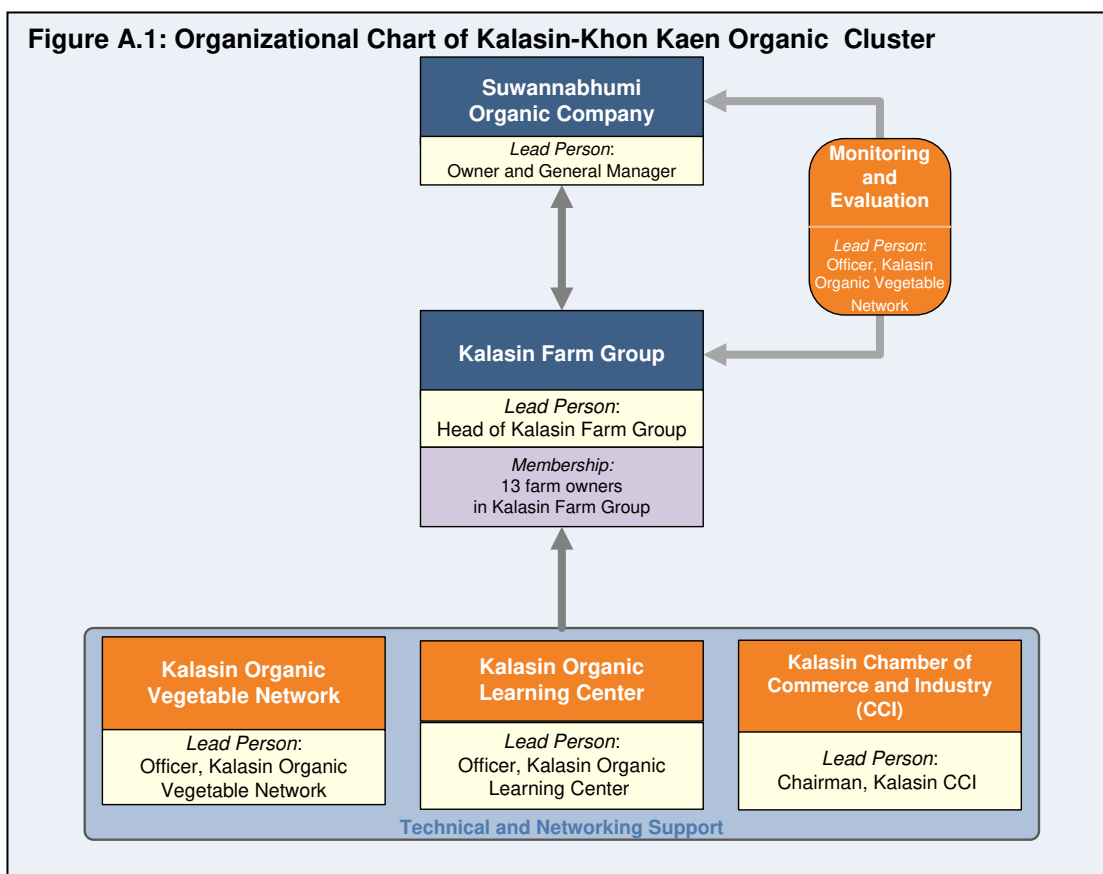 Figure A.1: Organizational Chart of Kalasin-Khon Kaen Organic Cluster
Suwannabhumi
Organic Company
Lead Person:
Owner and General Manager
Monitoring
and
Evaluation
Lead Person:
Officer, Kalasin
Organic Vegetable
Network
Kalasin Farm Group
Lead Person:
Head of Kalasin Farm Group
Membership:
13 farm owners
in Kalasin Farm Group
Kalasin Organic
Vegetable Network
Lead Person:
Officer, Kalasin Organic
Vegetable Network
Kalasin Organic
Learning Center
Lead Person:
Officer, Kalasin Organic
Learning Center
Kalasin Chamber of
Commerce and Industry
(CCI)
Lead Person:
Chairman, Kalasin CCI
Technical and Networking Support